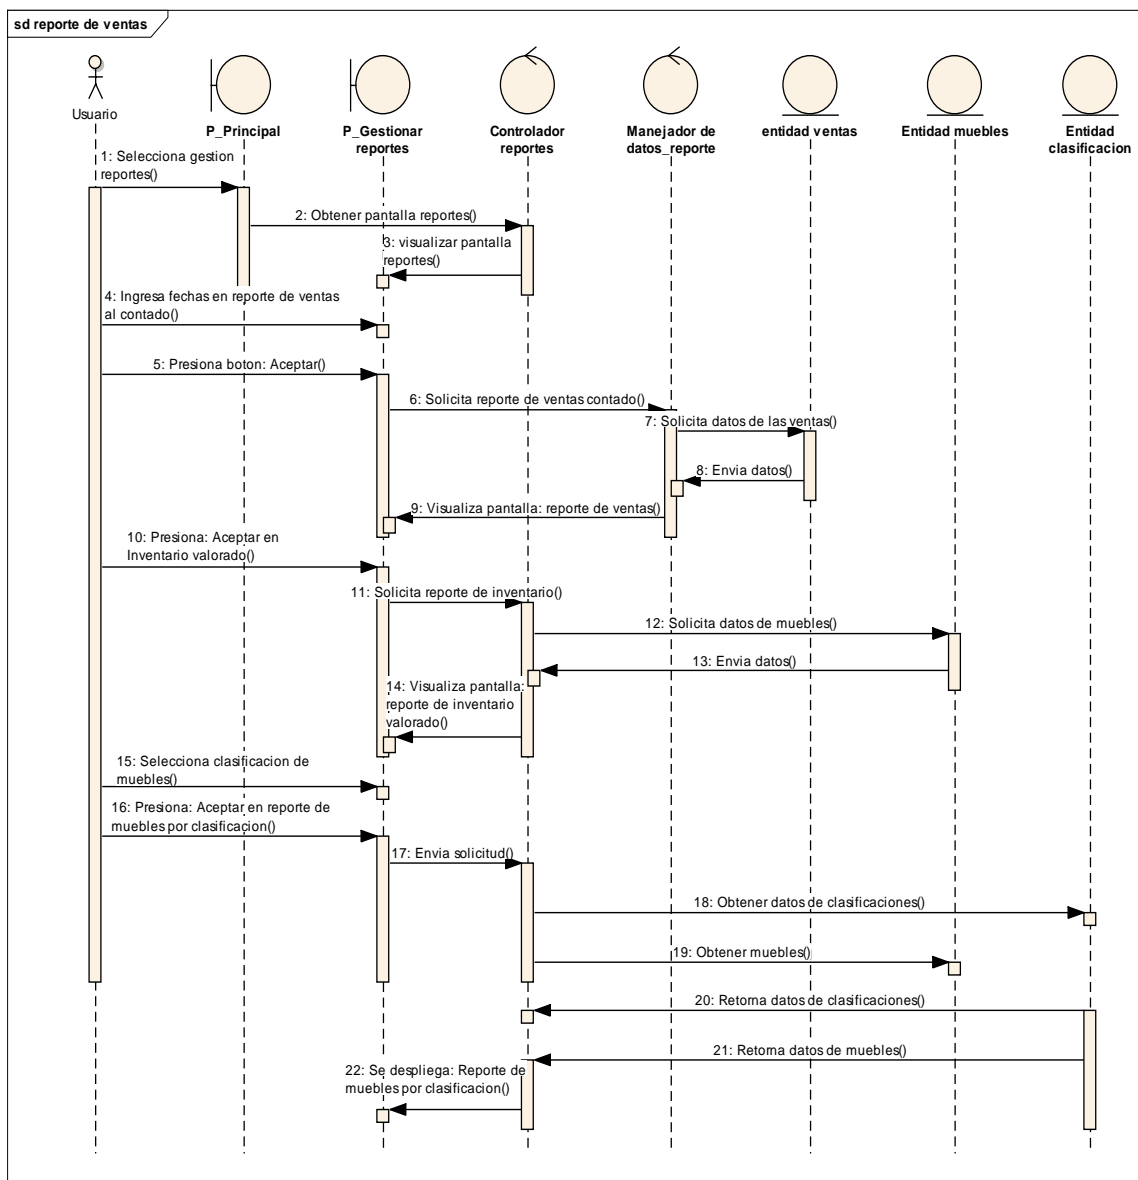 sd reporte de ventas
Usuario
P_Principal
P_Gestionar
reportes
Controlador
reportes
Manejador de
datos_reporte
entidad ventas
Entidad muebles
Entidad
clasificacion
1: Selecciona gestion
reportes()
2: Obtener pantalla reportes()
3: visualizar pantalla
reportes()
4: Ingresa fechas en reporte de ventas
al contado()
5: Presiona boton: Aceptar()
6: Solicita reporte de ventas contado()
7: Solicita datos de las ventas()
8: Envia datos()
9: Visualiza pantalla: reporte de ventas()
10: Presiona: Aceptar en
Inventario valorado()
11: Solicita reporte de inventario()
12: Solicita datos de muebles()
13: Envia datos()
14: Visualiza pantalla:
reporte de inventario
valorado()
15: Selecciona clasificacion de
muebles()
16: Presiona: Aceptar en reporte de
muebles por clasificacion()
17: Envia solicitud()
18: Obtener datos de clasificaciones()
19: Obtener muebles()
20: Retorna datos de clasificaciones()
21: Retorna datos de muebles()
22: Se despliega: Reporte de
muebles por clasificacion()